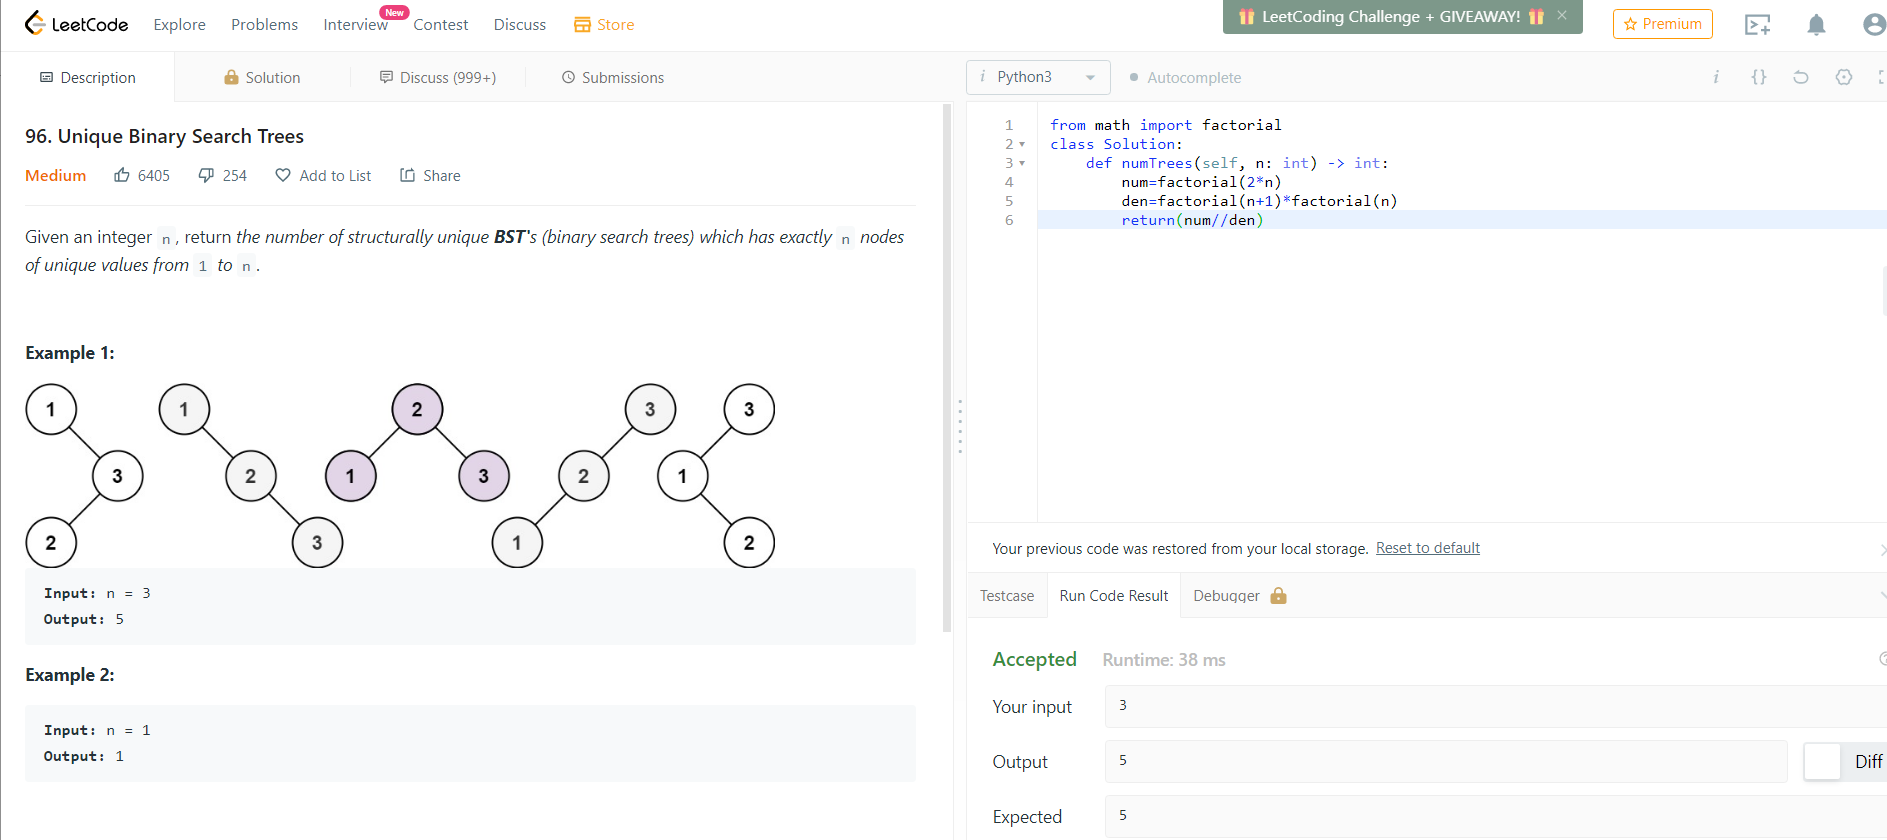 LeetCode Explore Problems Interview New Contest Discuss Store LeetCoding Challenge + GIVEAWAY! Premium
Description Solution Discuss (999+) Submissions
i Python3 Autocomplete i {}
96. Unique Binary Search Trees
Medium 6405 254 Add to List Share
Given an integer n, return the number of structurally unique BST's (binary search trees) which has exactly n nodes
of unique values from 1 to n.
Example 1:
1 1 2 3 3
3 2 1 3 2 1
2 3 1 2
Input: n = 3
Output: 5
Example 2:
Input: n = 1
Output: 1
1 from math import factorial
2 class Solution:
3 def numTrees(self, n: int) -> int:
4 num=factorial(2*n)
5 den=factorial(n+1)*factorial(n)
6 return(num//den)
Your previous code was restored from your local storage. Reset to default
Testcase Run Code Result Debugger
Accepted Runtime: 38 ms
Your input 3
Output 5 Diff
Expected 5